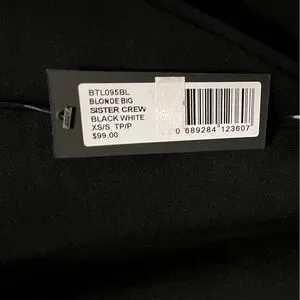 BTL095BL
BLONDE BIG
SISTER CREW
BLACK WHITE
XS/S TP/P
$99.00
0 689284 123607